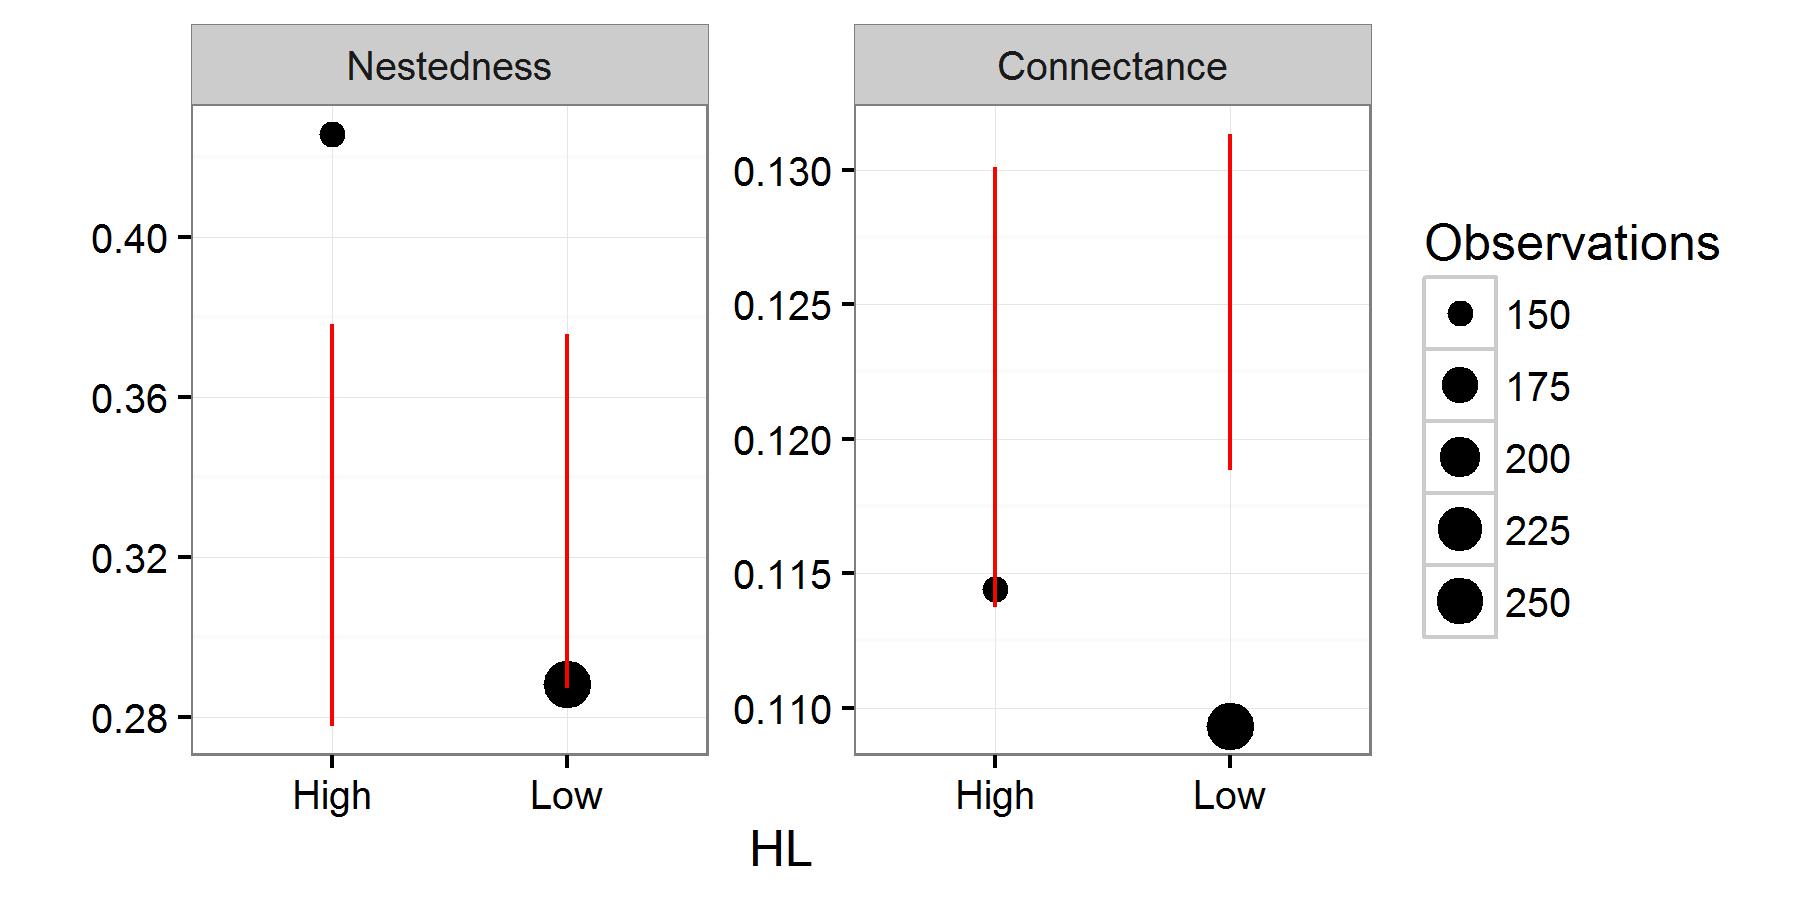 Nestedness
Connectance
0.40
0.36
0.32
0.28
0.130
0.125
0.120
0.115
0.110
High
Low
High
Low
HL
Observations
150
175
200
225
250